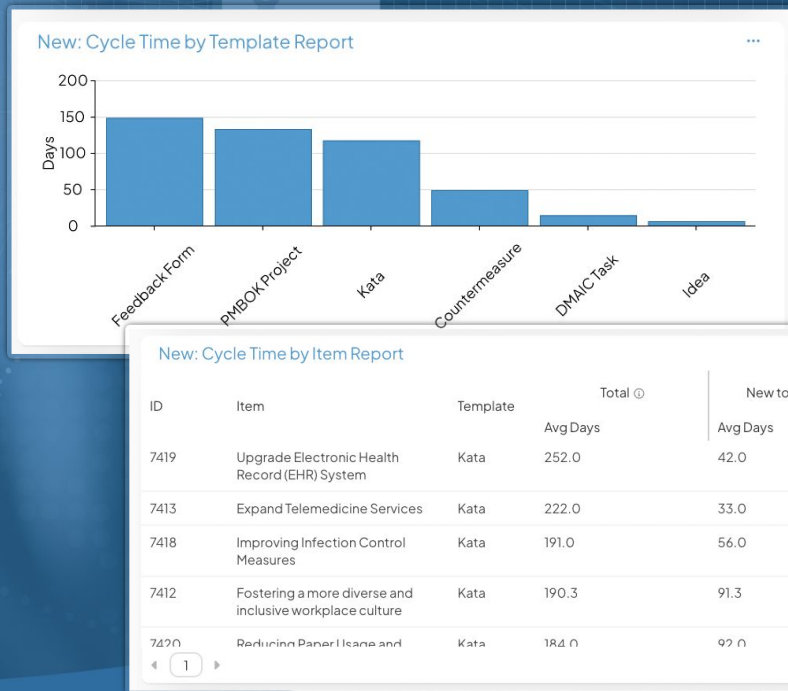 New: Cycle Time by Template Report
...
200
150
100
50
0
Days
Feedback Form
PMBOK Project
Kata
Countermeasure
DMAIC Task
Idea
New: Cycle Time by Item Report
ID Item Template Total New to
Avg Days Avg Days
7419 Upgrade Electronic Health Kata 252.0 42.0
Record (EHR) System
7413 Expand Telemedicine Services Kata 222.0 33.0
7418 Improving Infection Control Kata 191.0 56.0
Measures
7412 Fostering a more diverse and Kata 190.3 91.3
inclusive workplace culture
7420 Reducing Paper Usage and Kata 184.0 92.0
1